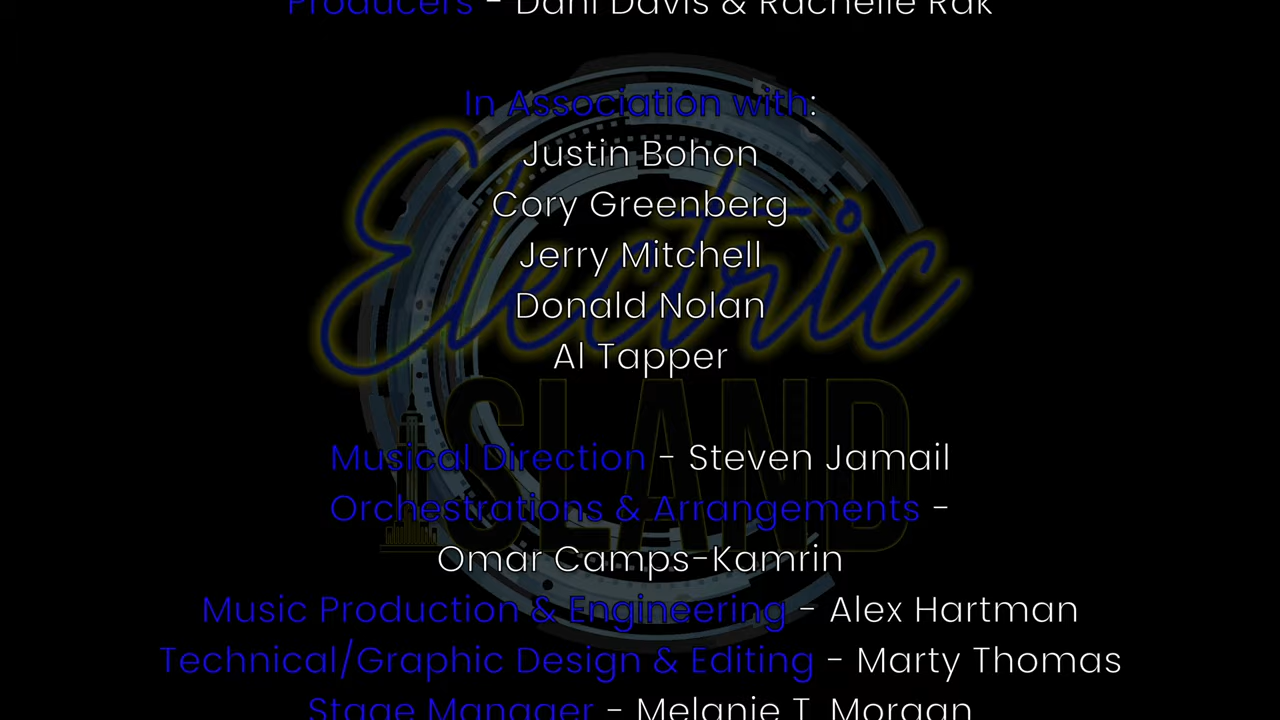 Producers - Dani Davis & Rachelle Rak
In Association with:
Justin Bohon
Cory Greenberg
Jerry Mitchell
Donald Nolan
Al Tapper
Electric
ISLAND
Musical Direction - Steven Jamail
Orchestrations & Arrangements -
Omar Camps-Kamrin
Music Production & Engineering - Alex Hartman
Technical/Graphic Design & Editing - Marty Thomas
Stage Manager - Melanie T. Morgan